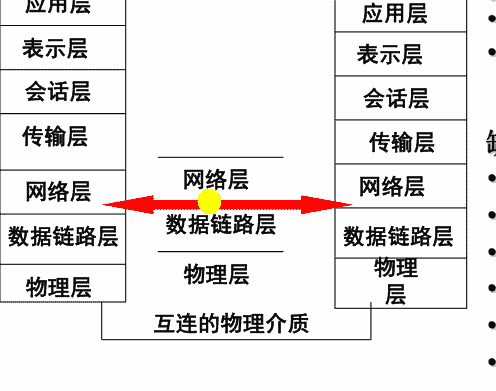 应用层
表示层
会话层
传输层
网络层
数据链路层
物理层
网络层
数据链路层
物理层
互连的物理介质
应用层
表示层
会话层
传输层
网络层
数据链路层
物理
层